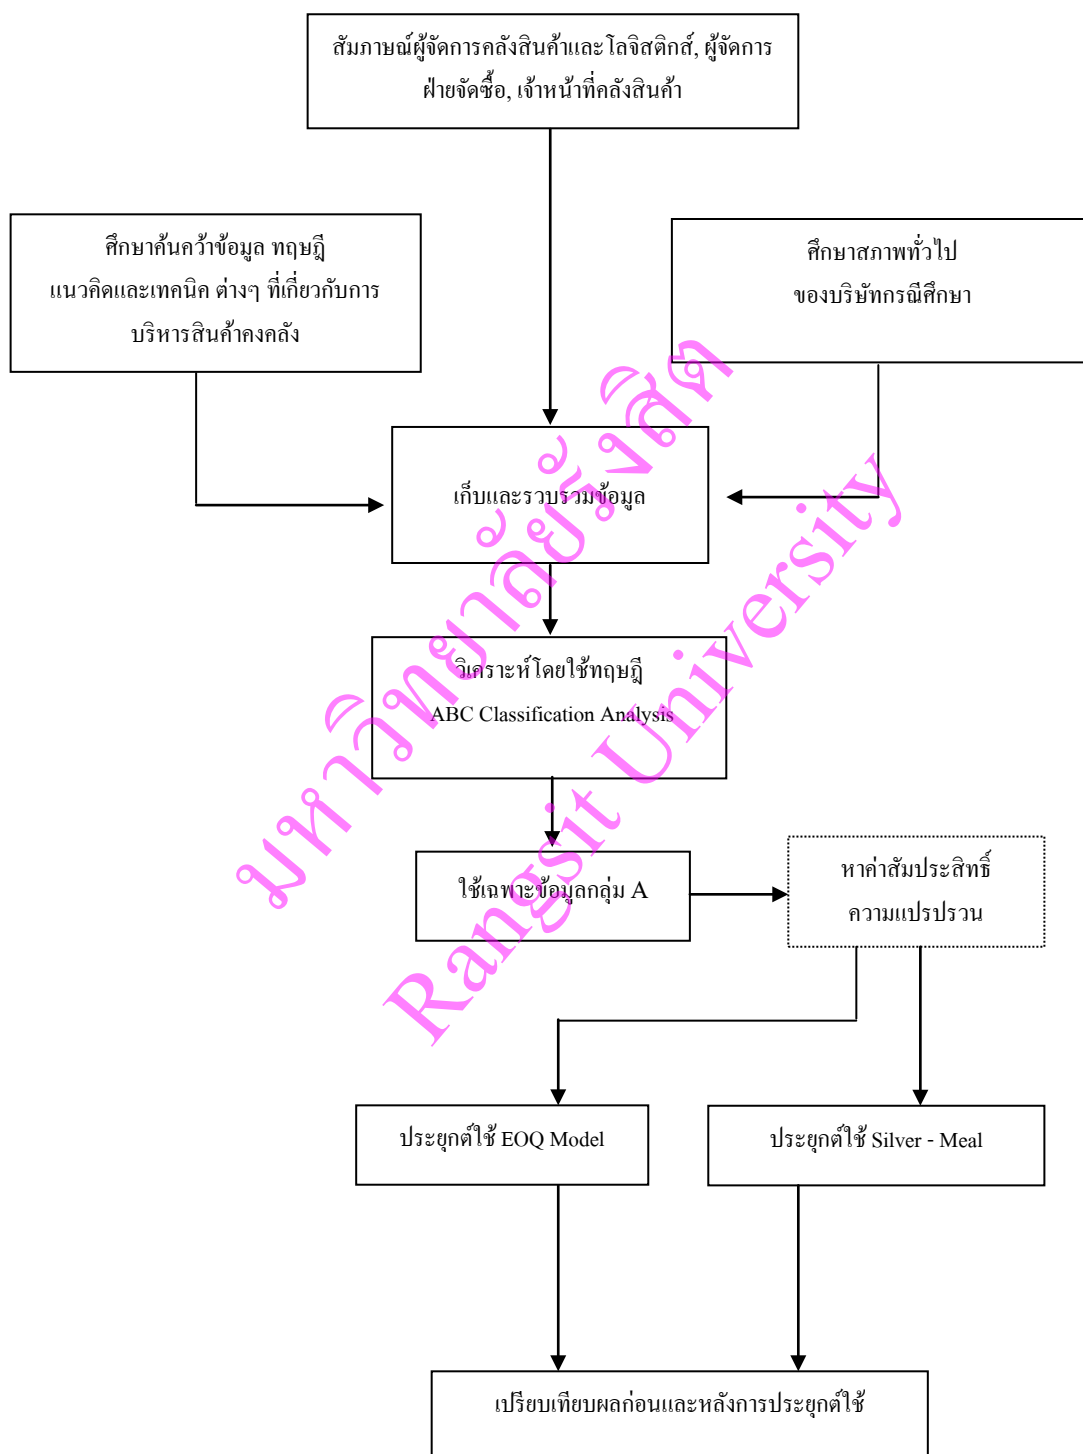 สัมภาษณ์ผู้จัดการคลังสินค้าและโลจิสติกส์, ผู้จัดการ
ฝ่ายจัดซื้อ, เจ้าหน้าที่คลังสินค้า
ศึกษาค้นคว้าข้อมูล ทฤษฎี
แนวคิดและเทคนิค ต่างๆ ที่เกี่ยวกับการ
บริหารสินค้าคงคลัง
ศึกษาสภาพทั่วไป
ของบริษัทกรณีศึกษา
เก็บและรวบรวมข้อมูล
วิเคราะห์โดยใช้ทฤษฎี
ABC Classification Analysis
ใช้เฉพาะข้อมูลกลุ่ม A
หาค่าสัมประสิทธิ์
ความแปรปรวน
ประยุกต์ใช้ EOQ Model
ประยุกต์ใช้ Silver - Meal
เปรียบเทียบผลก่อนและหลังการประยุกต์ใช้
มหาวิทยาลัยรังสิต
Rangsit University